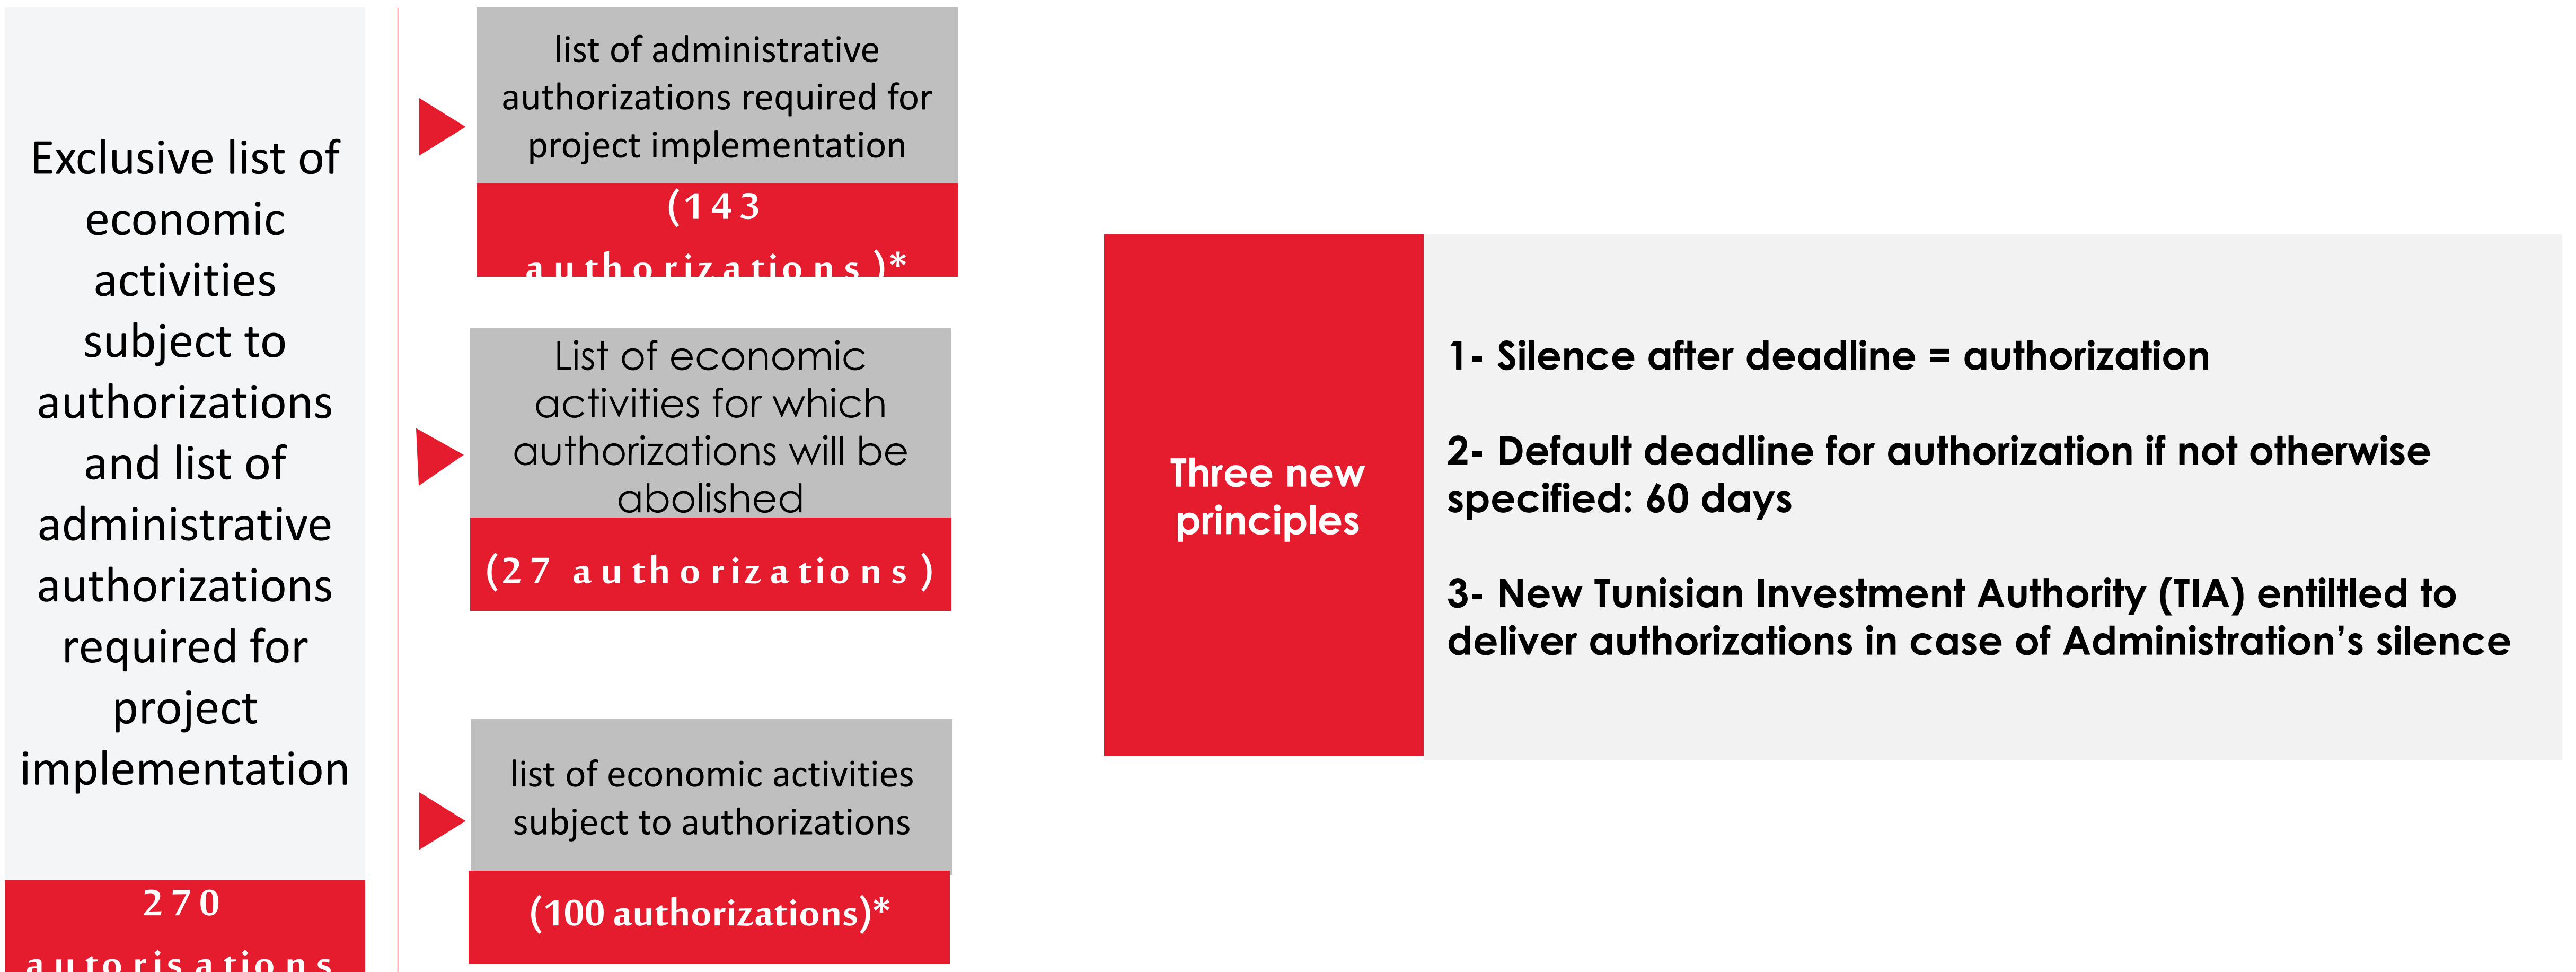 Exclusive list of
economic
activities
subject to
authorizations
and list of
administrative
authorizations
required for
project
implementation
270
autorisations
list of administrative
authorizations required for
project implementation
(143
authorizations)*
List of economic
activities for which
authorizations will be
abolished
(27 authorizations)
list of economic activities
subject to authorizations
(100 authorizations)*
Three new
principles
1- Silence after deadline = authorization
2- Default deadline for authorization if not otherwise
specified: 60 days
3- New Tunisian Investment Authority (TIA) entiltled to
deliver authorizations in case of Administration’s silence